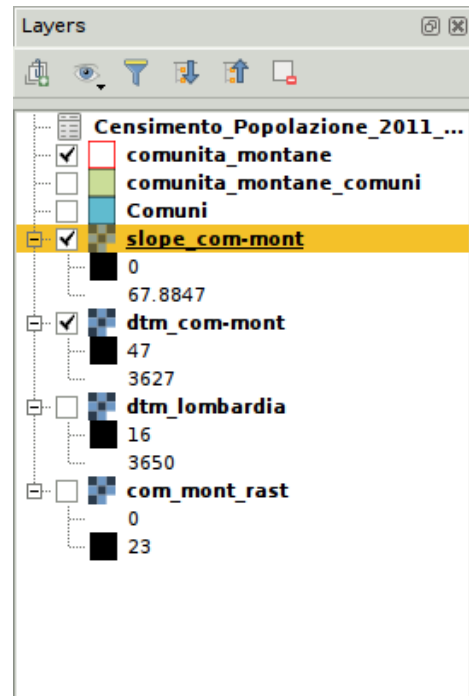 Layers
Censimento_Popolazione_2011_...
comunita_montane
comunita_montane_comuni
Comuni
slope_com-mont
0
67.8847
dtm_com-mont
47
3627
dtm_lombardia
16
3650
com_mont_rast
0
23